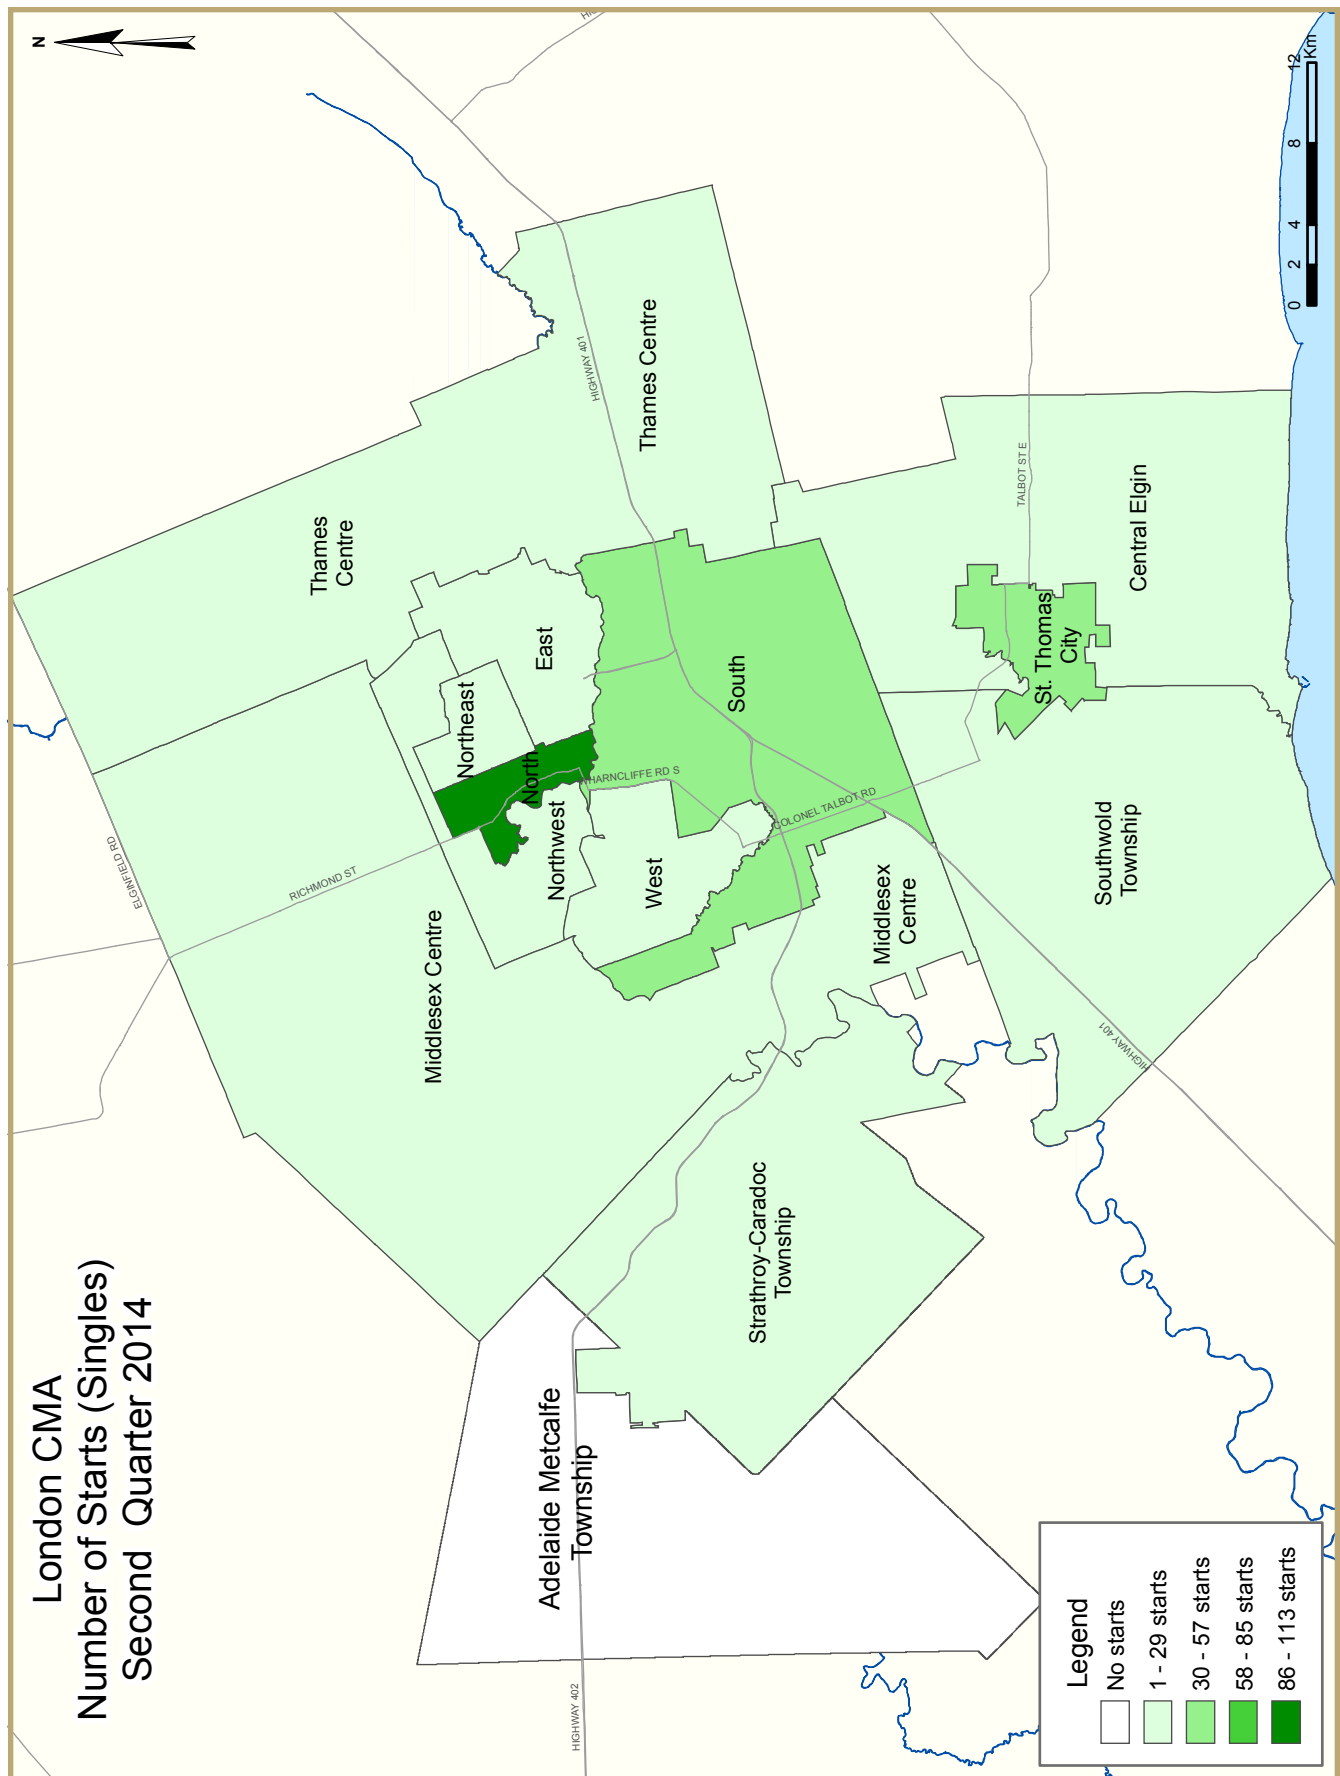 London CMA
Number of Starts (Singles)
Second Quarter 2014
N
ELGINFIELD RD
RICHMOND ST
Thames
Centre
Middlesex Centre
Northeast
East
North
Northwest
WHARNCLIFFE RD S
HIGHWAY 401
Thames Centre
West
South
COLONEL TALBOT RD
Adelaide Metcalfe
Township
HIGHWAY 402
Strathroy-Caradoc
Township
Middlesex
Centre
TALBOT ST E
St. Thomas
City
Central Elgin
Southwold
Township
HIGHWAY 401
Legend
No starts
1 - 29 starts
30 - 57 starts
58 - 85 starts
86 - 113 starts
0 2 4 8 12
Km